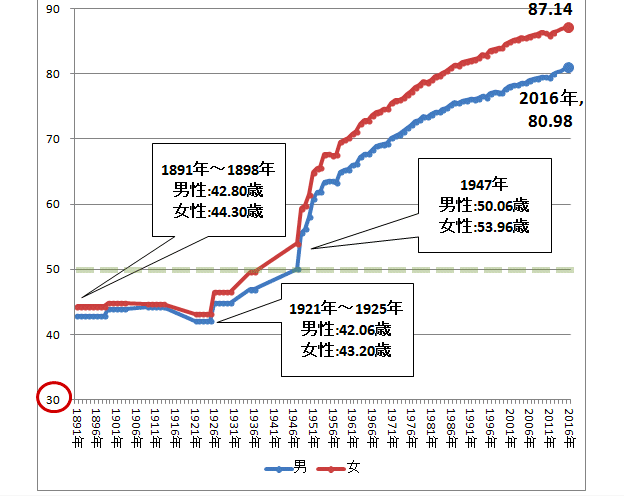 90
80
70
60
50
40
30
87.14
2016年,
80.98
1891年～1898年
男性:42.80歳
女性:44.30歳
1947年
男性:50.06歳
女性:53.96歳
1921年～1925年
男性:42.06歳
女性:43.20歳
1891年
1896年
1901年
1906年
1911年
1916年
1921年
1926年
1931年
1936年
1941年
1946年
1951年
1956年
1961年
1966年
1971年
1976年
1981年
1986年
1991年
1996年
2001年
2006年
2011年
2016年
男 女